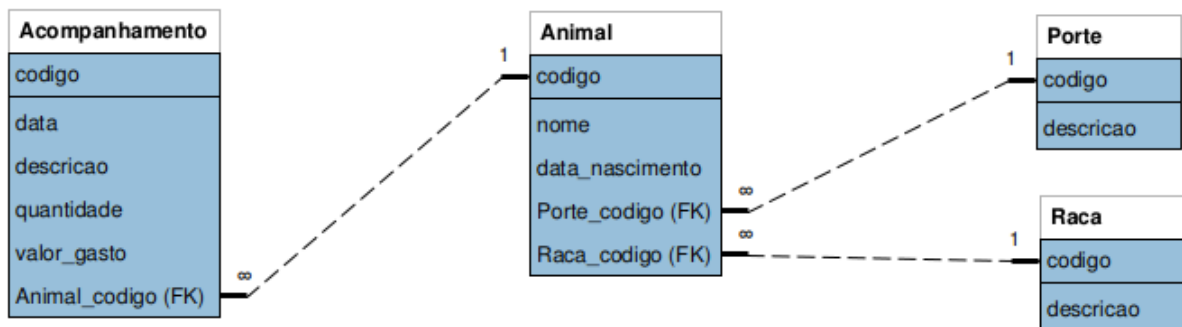 Acompanhamento
codigo
data
descricao
quantidade
valor_gasto
Animal_codigo (FK)
∞
1
Animal
codigo
nome
data_nascimento
Porte_codigo (FK)
Raca_codigo (FK)
∞
∞
1
1
Porte
codigo
descricao
Raca
codigo
descricao